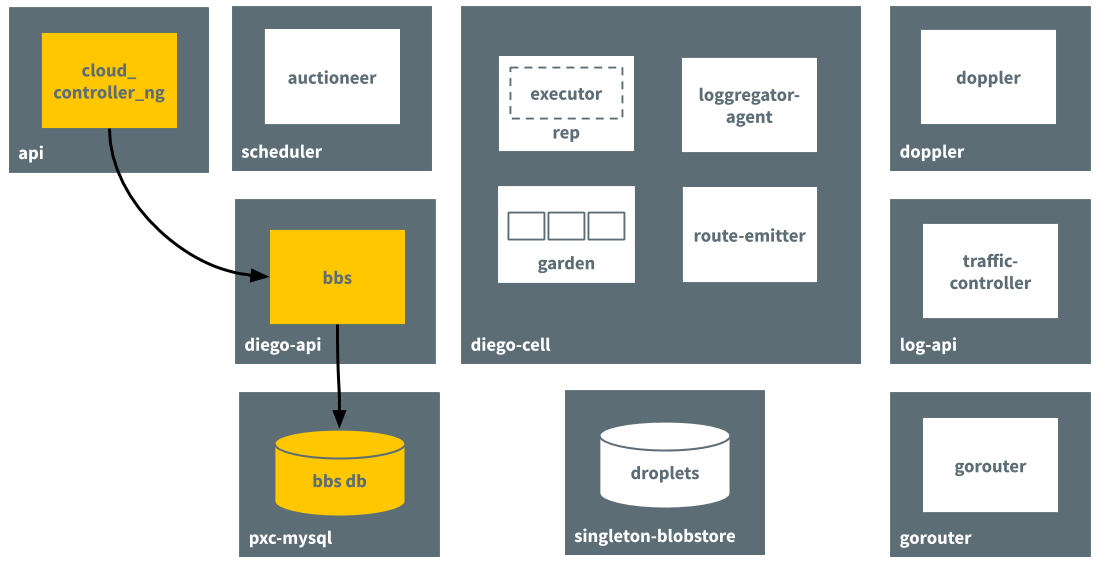 cloud_
controller_ng
api
auctioneer
scheduler
executor
rep
loggregator-
agent
garden
route-emitter
diego-cell
doppler
doppler
bbs
diego-api
traffic-
controller
log-api
bbs db
pxc-mysql
droplets
singleton-blobstore
gorouter
gorouter